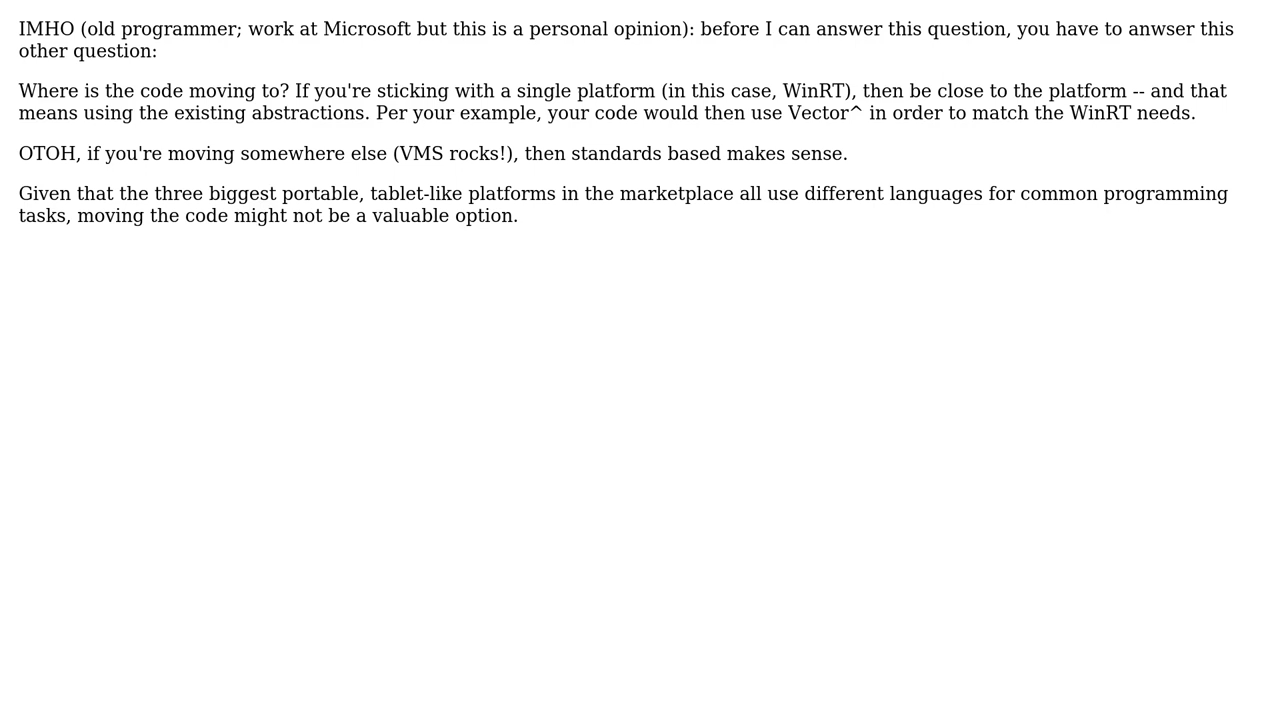 IMHO (old programmer; work at Microsoft but this is a personal opinion): before I can answer this question, you have to anwser this
other question:
Where is the code moving to? If you're sticking with a single platform (in this case, WinRT), then be close to the platform -- and that
means using the existing abstractions. Per your example, your code would then use Vector^ in order to match the WinRT needs.
OTOH, if you're moving somewhere else (VMS rocks!), then standards based makes sense.
Given that the three biggest portable, tablet-like platforms in the marketplace all use different languages for common programming
tasks, moving the code might not be a valuable option.